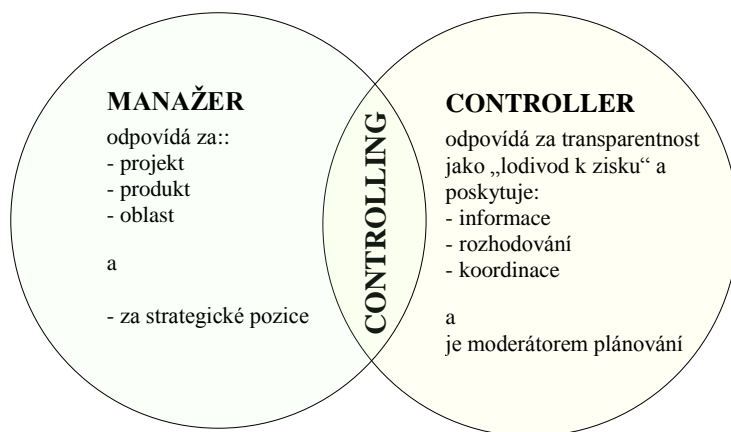 MANAŽER
odpovídá za::
- projekt
- produkt
- oblast
a
- za strategické pozice
CONTROLLING
CONTROLLER
odpovídá za transparentnost
jako „lodivod k zisku“ a
poskytuje:
- informace
- rozhodování
- koordinace
a
je moderátorem plánování